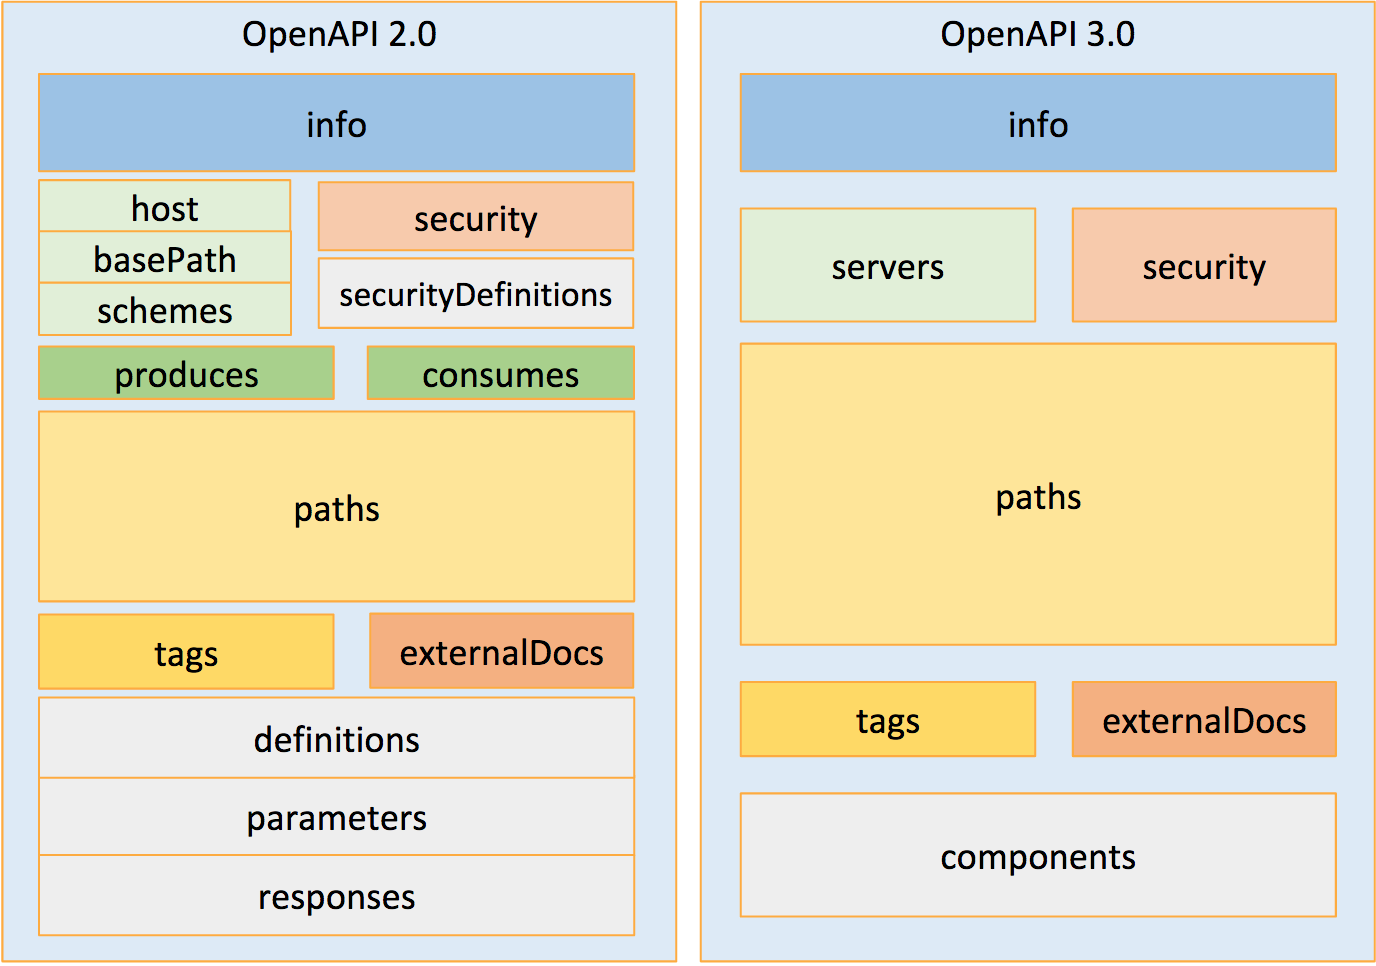 OpenAPI 2.0
info
host
basePath
schemes
security
securityDefinitions
produces
consumes
paths
tags
externalDocs
definitions
parameters
responses
OpenAPI 3.0
info
servers
security
paths
tags
externalDocs
components